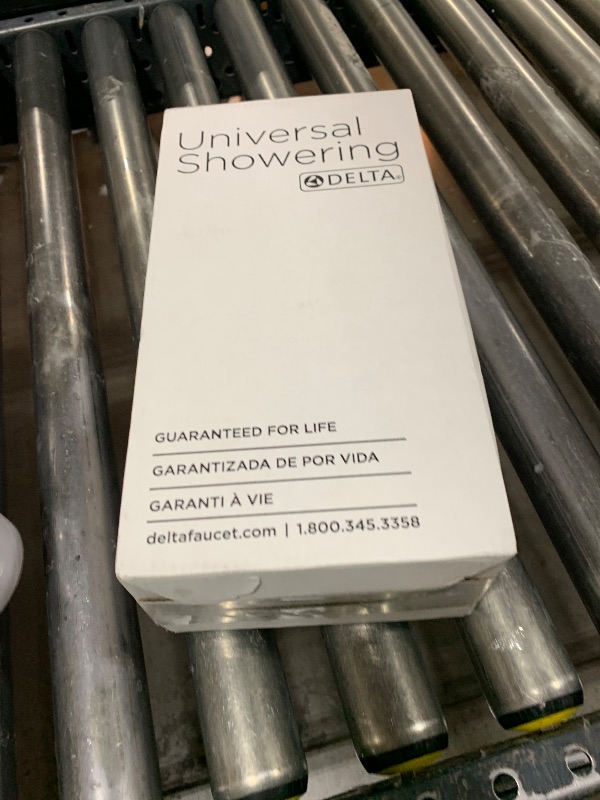 Universal
Showering
DELTA®
GUARANTEED FOR LIFE
GARANTIZADA DE POR VIDA
GARANTI À VIE
deltafaucet.com | 1.800.345.3358